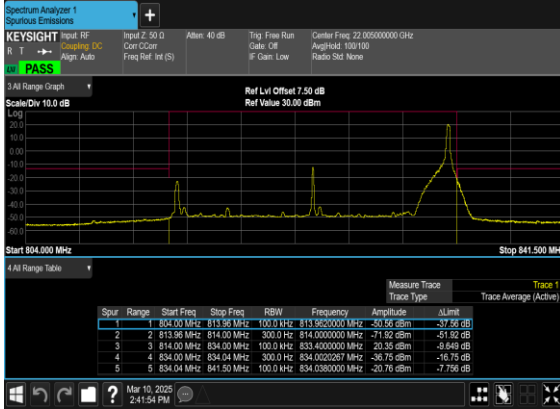 Spectrum Analyzer 1
Spurious Emissions
KEYSIGHT Input: RF Input Z: 50 Ω Atten: 40 dB Trig: Free Run Center Freq: 22.005000000 GHz
R T Coupling: DC Corr CCorr Gate: Off Avg|Hold: 100/100
Align: Auto Freq Ref: Int (S) IF Gain: Low Radio Std: None
LN PASS
3 All Range Graph
Ref Lvl Offset 7.50 dB
Scale/Div 10.0 dB Ref Value 30.00 dBm
Log
20.0
10.0
0.00
-10.0
-20.0
-30.0
-40.0
-50.0
-60.0
Start 804.000 MHz Stop 841.500 MHz
4 All Range Table
Measure Trace Trace 1
Trace Type Trace Average (Active)
Spur Range Start Freq Stop Freq RBW Frequency Amplitude ΔLimit
1 1 804.00 MHz 813.96 MHz 100.0 kHz 813.9620000 MHz -50.56 dBm -37.56 dB
2 2 813.96 MHz 814.00 MHz 300.0 Hz 814.0000000 MHz -71.92 dBm -51.92 dB
3 3 814.00 MHz 834.00 MHz 100.0 kHz 833.4000000 MHz 20.35 dBm -9.649 dB
4 4 834.00 MHz 834.04 MHz 300.0 Hz 834.0020267 MHz -36.75 dBm -16.75 dB
5 5 834.04 MHz 841.50 MHz 100.0 kHz 834.0380000 MHz -20.76 dBm -7.756 dB
Mar 10, 2025
2:41:54 PM